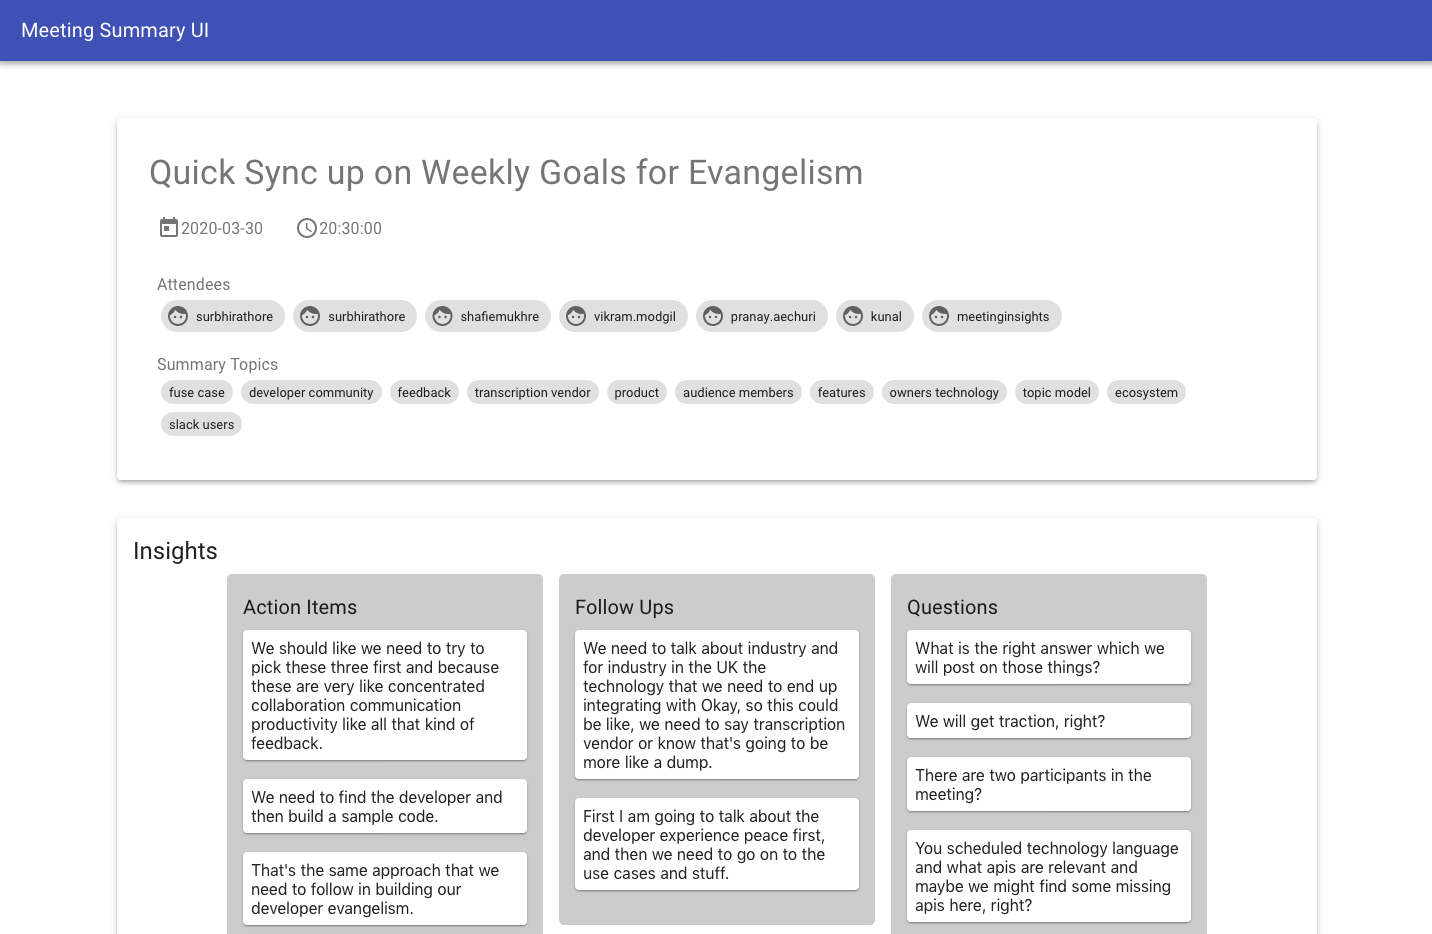 Meeting Summary UI
Quick Sync up on Weekly Goals for Evangelism
2020-03-30 20:30:00
Attendees
surbhirathore surbhirathore shafiemukhre vikram.modgil pranay.aechuri kunal meetinginsights
Summary Topics
fuse case developer community feedback transcription vendor product audience members features owners technology topic model ecosystem
slack users
Insights
Action Items
We should like we need to try to
pick these three first and because
these are very like concentrated
collaboration communication
productivity like all that kind of
feedback.
We need to find the developer and
then build a sample code.
That's the same approach that we
need to follow in building our
developer evangelism.
Follow Ups
We need to talk about industry and
for industry in the UK the
technology that we need to end up
integrating with Okay, so this could
be like, we need to say transcription
vendor or know that's going to be
more like a dump.
First I am going to talk about the
developer experience peace first,
and then we need to go on to the
use cases and stuff.
Questions
What is the right answer which we
will post on those things?
We will get traction, right?
There are two participants in the
meeting?
You scheduled technology language
and what apis are relevant and
maybe we might find some missing
apis here, right?